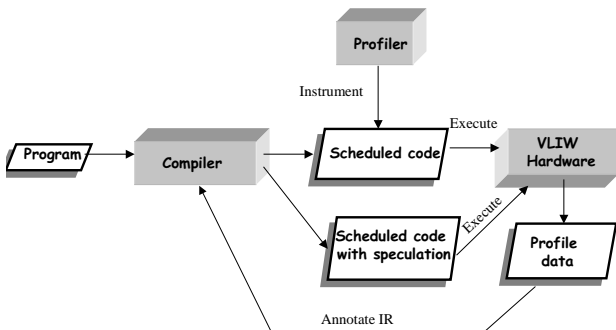 Profiler
Instrument
Execute
Program
Compiler
Scheduled code
VLIW
Hardware
Scheduled code
with speculation
Execute
Profile
data
Annotate IR